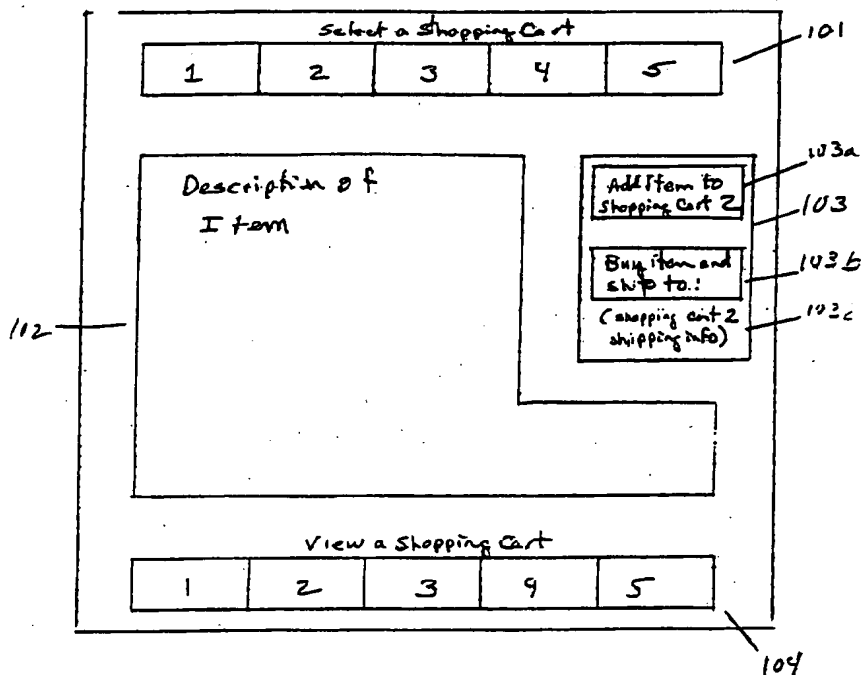 Select a Shopping Cart
101
1 2 3 4 5
103a
Description of
Item
Add Item to
Shopping Cart 2
103
Buy item and
ship to:
103b
(shopping cart 2
shipping info)
103c
102
View a Shopping Cart
1 2 3 9 5
104